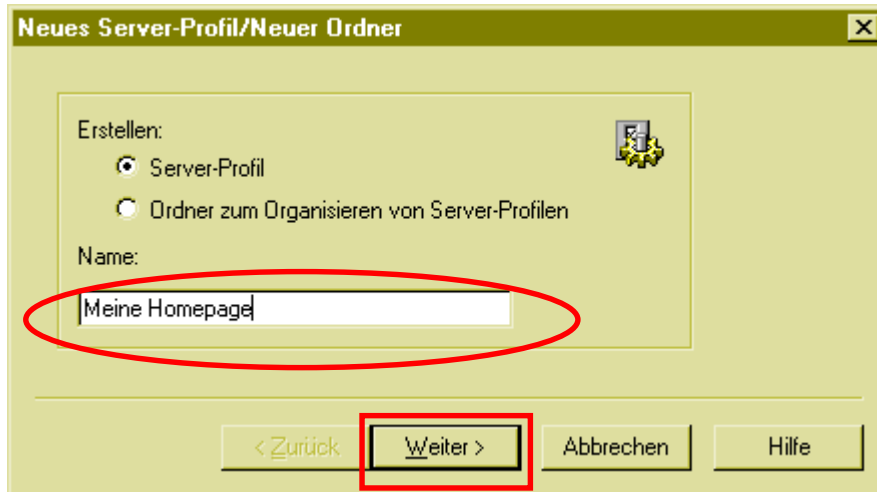 Neues Server-Profil/Neuer Ordner
Erstellen:
Server-Profil
Ordner zum Organisieren von Server-Profilen
Name:
Meine Homepage
< Zurück Weiter > Abbrechen Hilfe